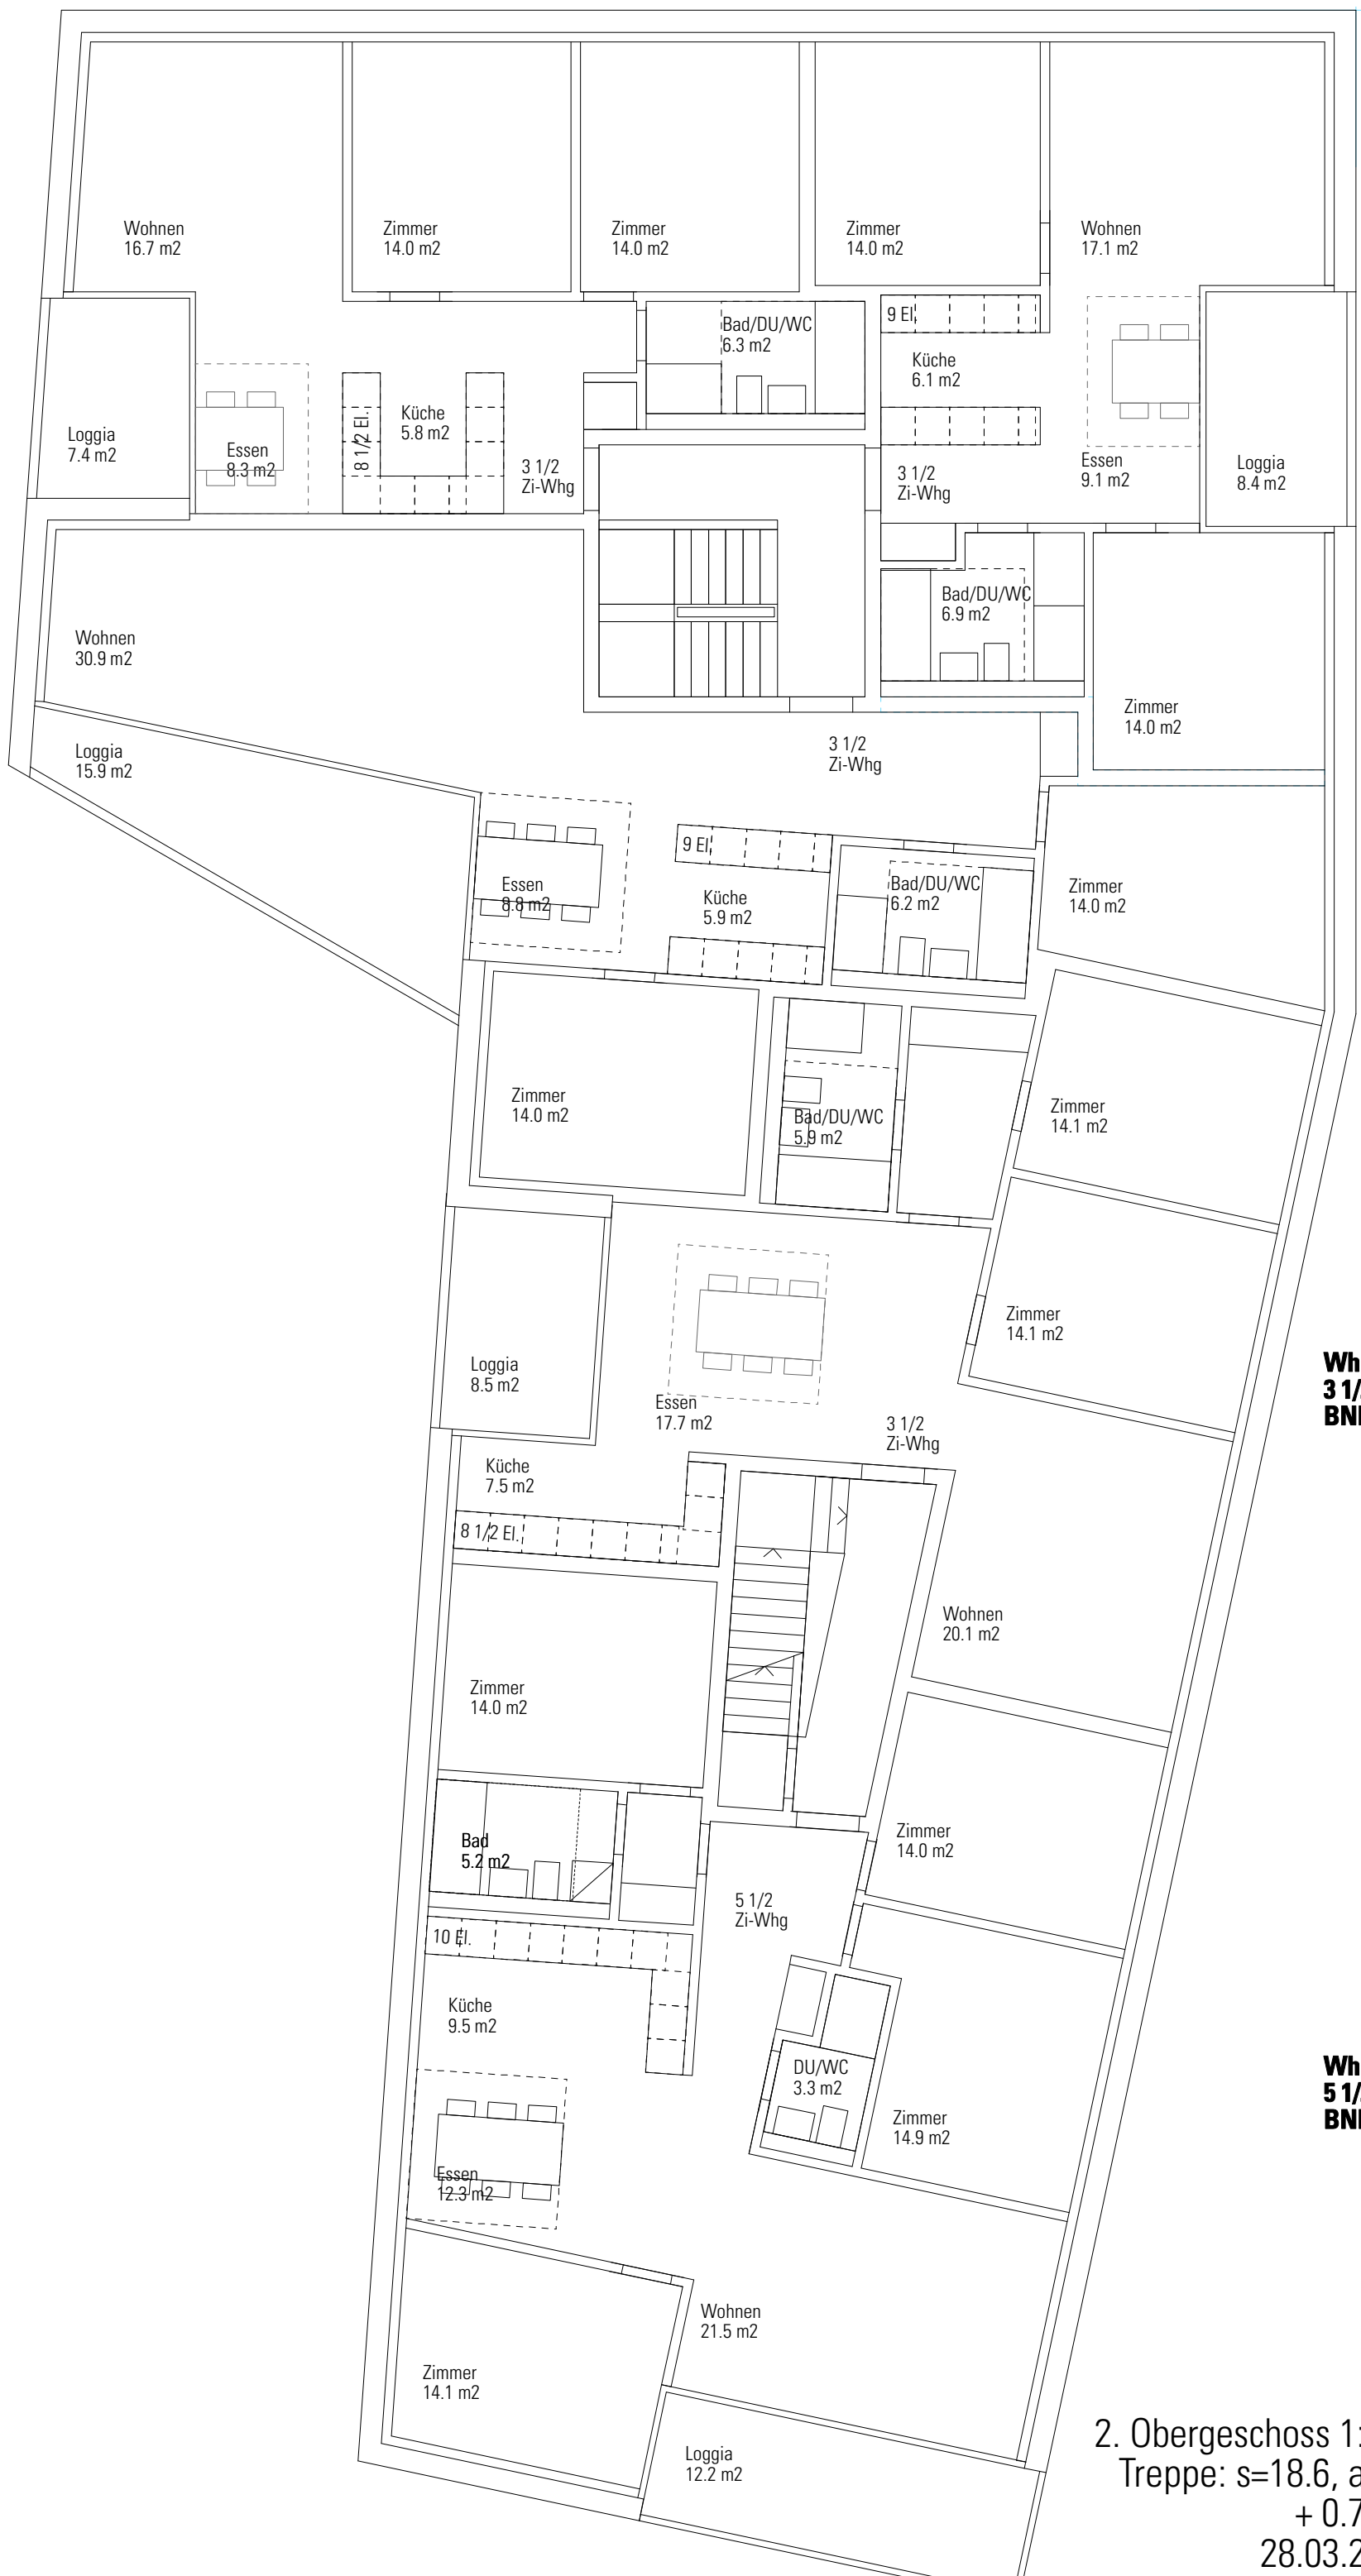 Wohnen
16.7 m2
Zimmer
14.0 m2
Zimmer
14.0 m2
Zimmer
14.0 m2
Wohnen
17.1 m2
9 El.
Bad/DU/WC
6.3 m2
Küche
6.1 m2
Loggia
7.4 m2
Essen
8.3 m2
8 1/2 El.
Küche
5.8 m2
3 1/2
Zi-Whg
3 1/2
Zi-Whg
Essen
9.1 m2
Loggia
8.4 m2
Bad/DU/WC
6.9 m2
Wohnen
30.9 m2
Zimmer
14.0 m2
Loggia
15.9 m2
3 1/2
Zi-Whg
9 El.
Essen
8.8 m2
Küche
5.9 m2
Bad/DU/WC
6.2 m2
Zimmer
14.0 m2
Zimmer
14.0 m2
Bad/DU/WC
5.9 m2
Zimmer
14.1 m2
Zimmer
14.1 m2
Loggia
8.5 m2
Essen
17.7 m2
3 1/2
Zi-Whg
Küche
7.5 m2
8 1/2 El.
Wohnen
20.1 m2
Zimmer
14.0 m2
Bad
5.2 m2
Zimmer
14.0 m2
5 1/2
Zi-Whg
10 El.
Küche
9.5 m2
DU/WC
3.3 m2
Zimmer
14.9 m2
Essen
12.3 m2
Wohnen
21.5 m2
Zimmer
14.1 m2
Loggia
12.2 m2
2. Obergeschoss
Treppe: s=18.6,